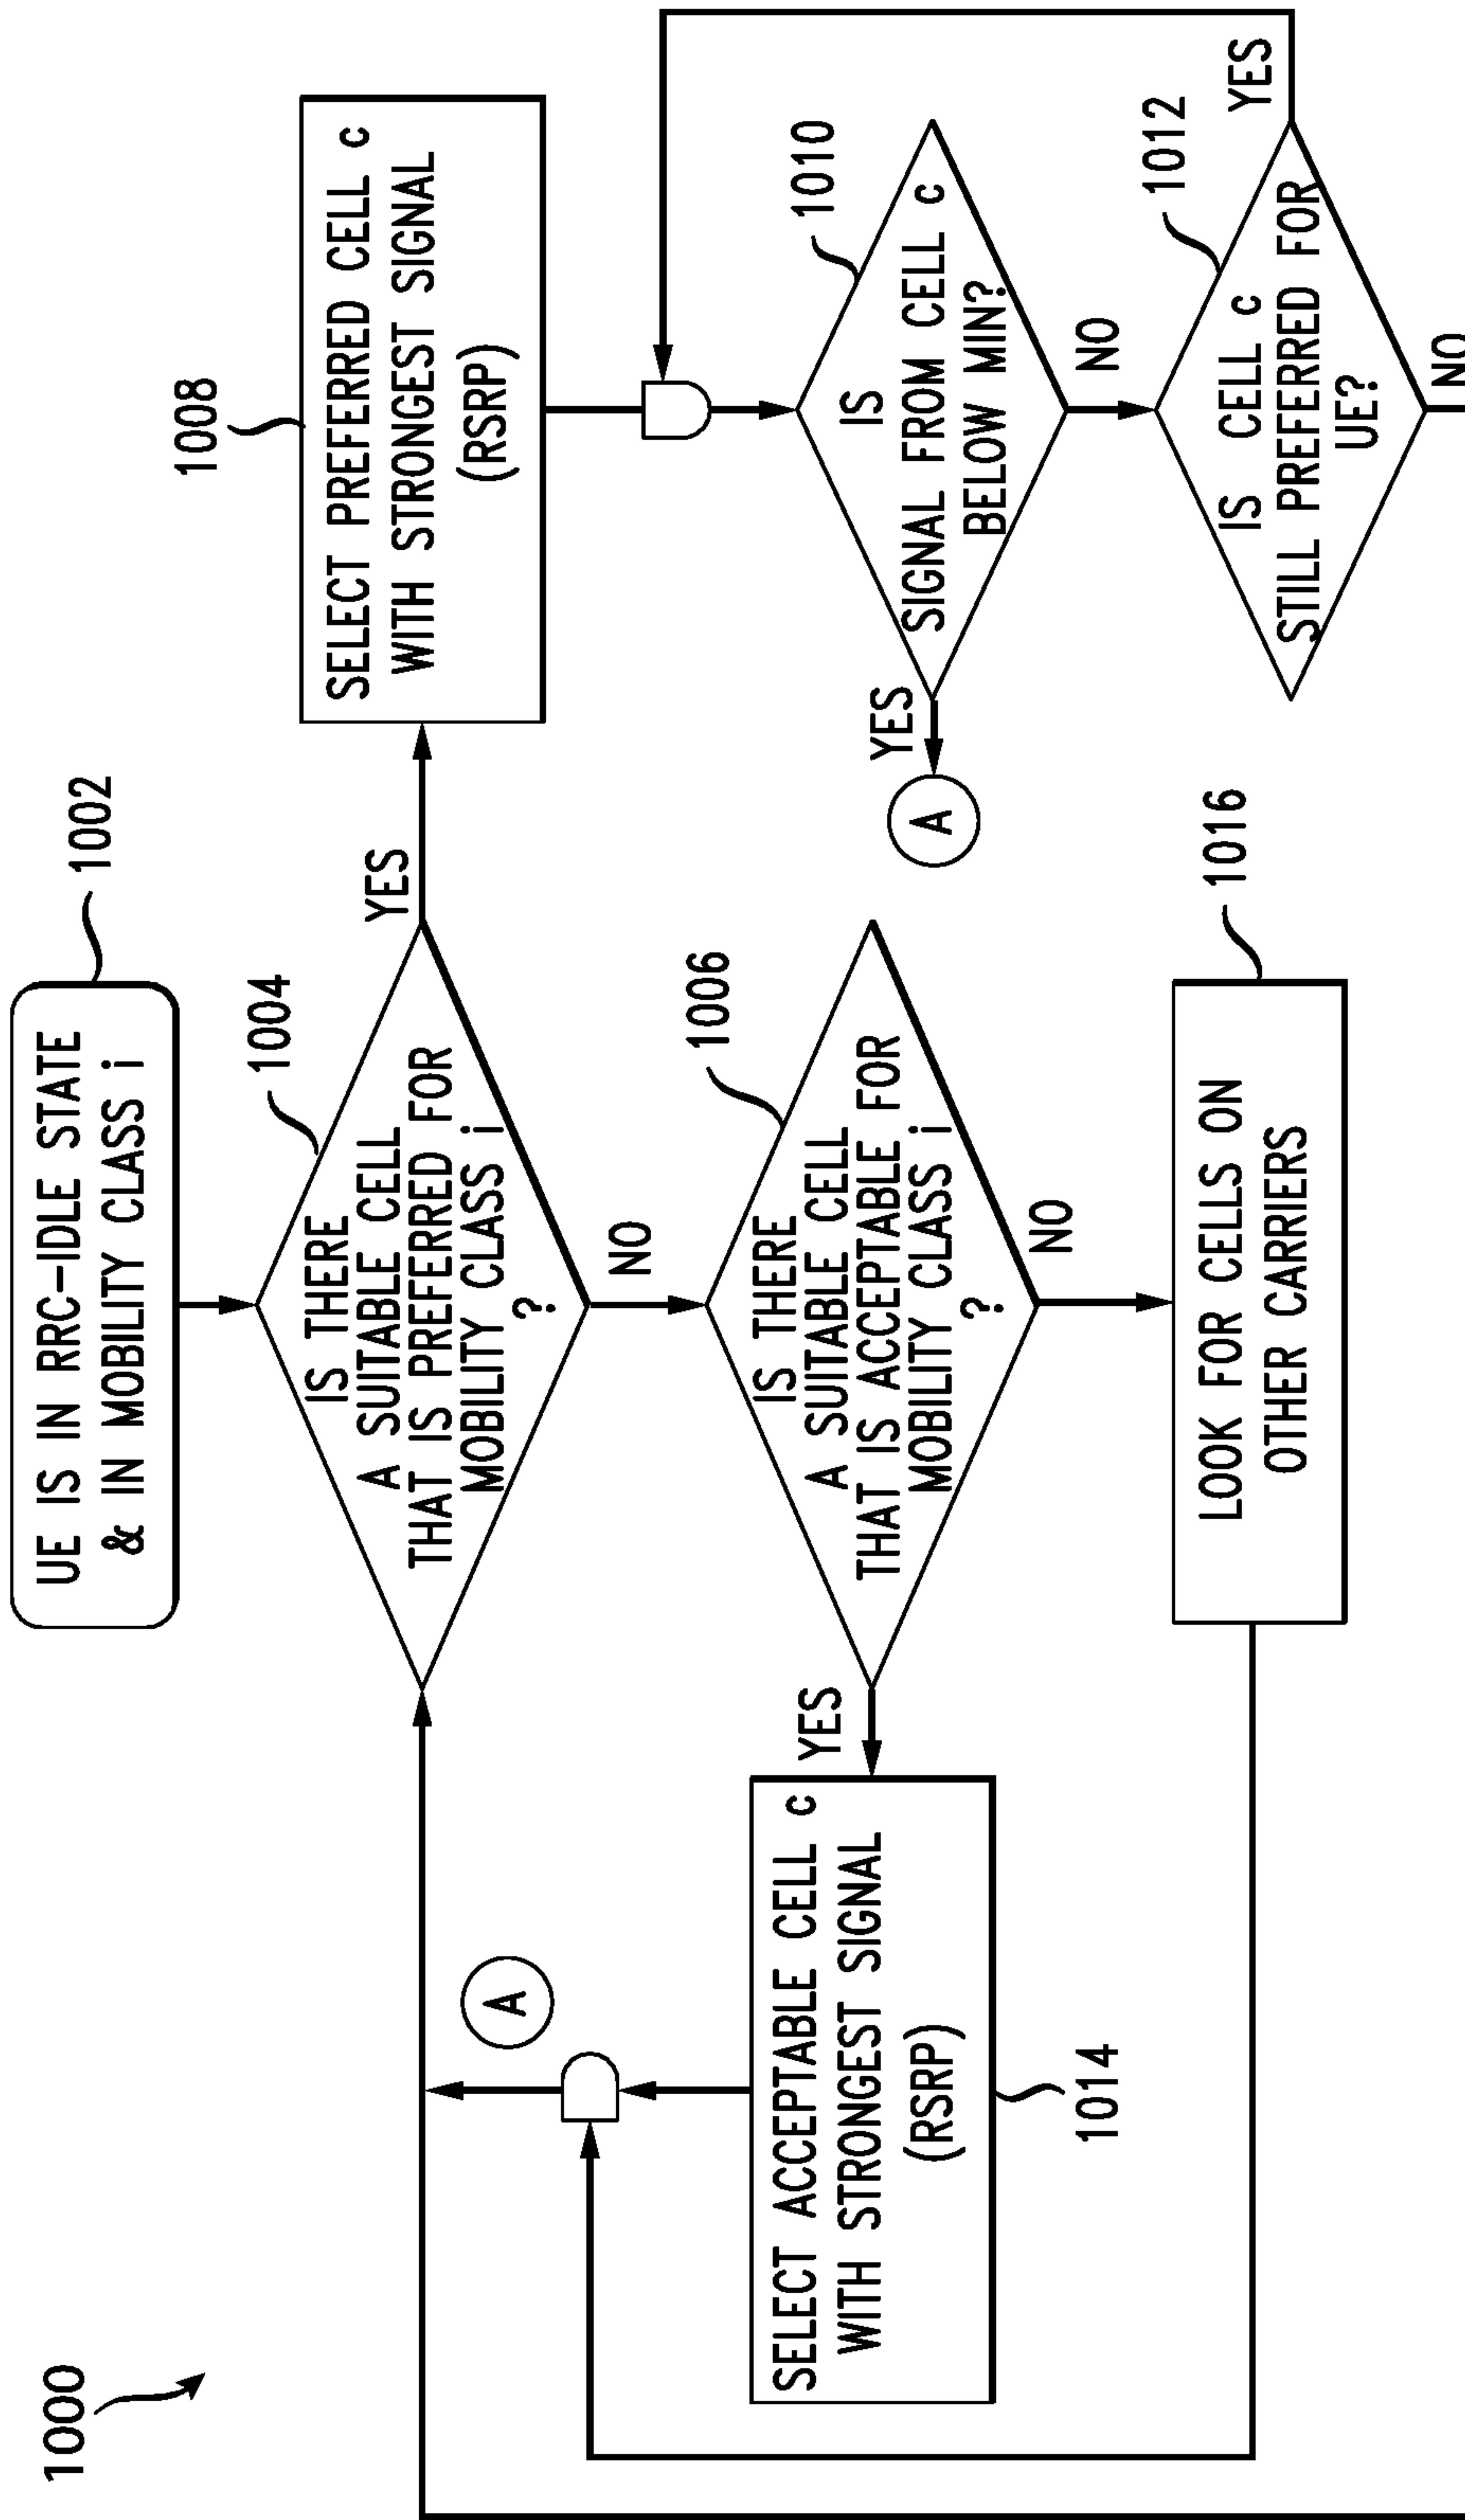 1000
UE IS IN RRC-IDLE STATE
& IN MOBILITY CLASS i
1002
IS THERE
A SUITABLE CELL
THAT IS PREFERRED FOR
MOBILITY CLASS i
?
1004
YES
NO
SELECT PREFERRED CELL c
WITH STRONGEST SIGNAL
(RSRP)
1008
A
IS THERE
A SUITABLE CELL
THAT IS ACCEPTABLE FOR
MOBILITY CLASS i
?
1006
YES
NO
SELECT ACCEPTABLE CELL c
WITH STRONGEST SIGNAL
(RSRP)
1014
IS
SIGNAL FROM CELL c
BELOW MIN?
1010
YES
A
NO
LOOK FOR CELLS ON
OTHER CARRIERS
1016
IS CELL c
STILL PREFERRED FOR
UE?
1012
YES
NO